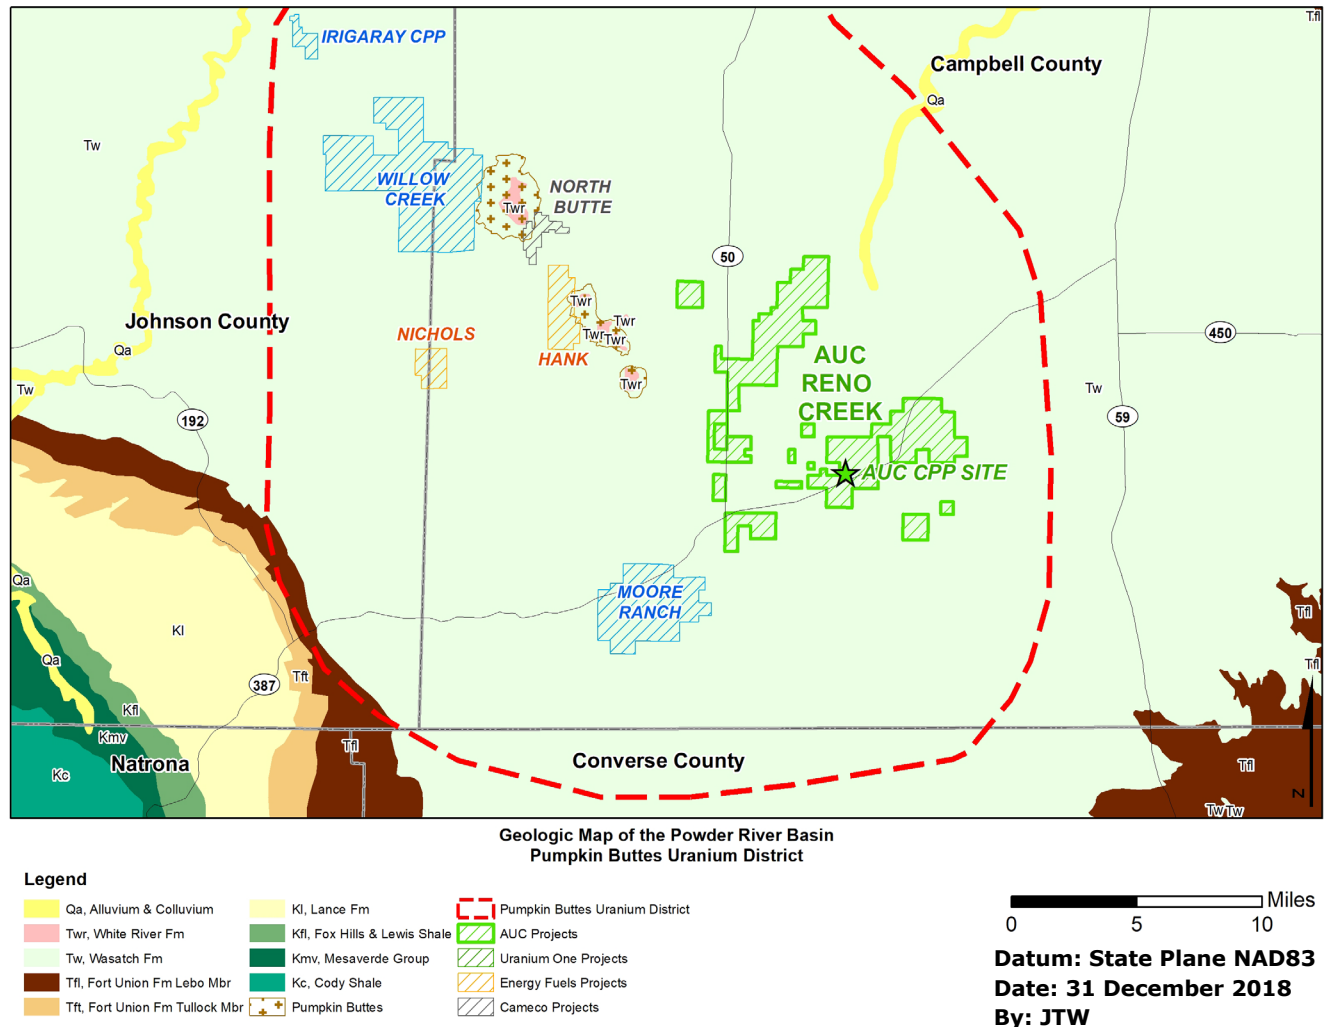 IRIGARAY CPP
Tfl
Campbell County
Qa
Tw
WILLOW
CREEK
NORTH
BUTTE
Twr
50
Twr
Johnson County
Twr
NICHOLS
Twr
Twr
450
Qa
HANK
AUC
RENO
CREEK
Tw
Twr
Tw
192
59
AUC CPP SITE
Qa
MOORE
RANCH
Tfl
Kl
Qa
Tfl
Tft
387
Kfl
Kmv
Tfl
Natrona
Converse County
Kc
Tfl
N
Tw
Tw
Geologic Map of the Powder River Basin
Pumpkin Buttes Uranium District
Legend
Qa, Alluvium & Colluvium
Twr, White River Fm
Tw, Wasatch Fm
Tfl, Fort Union Fm Lebo Mbr
Tft, Fort Union Fm Tullock Mbr
Kl, Lance Fm
Kfl, Fox Hills & Lewis Shale
Kmv, Mesaverde Group
Kc, Cody Shale
Pumpkin Buttes
Pumpkin Buttes Uranium District
AUC Projects
Uranium One Projects
Energy Fuels Projects
Cameco Projects
Miles
0 5 10
Datum: State Plane NAD83
Date: 31 December 2018
By: JTW